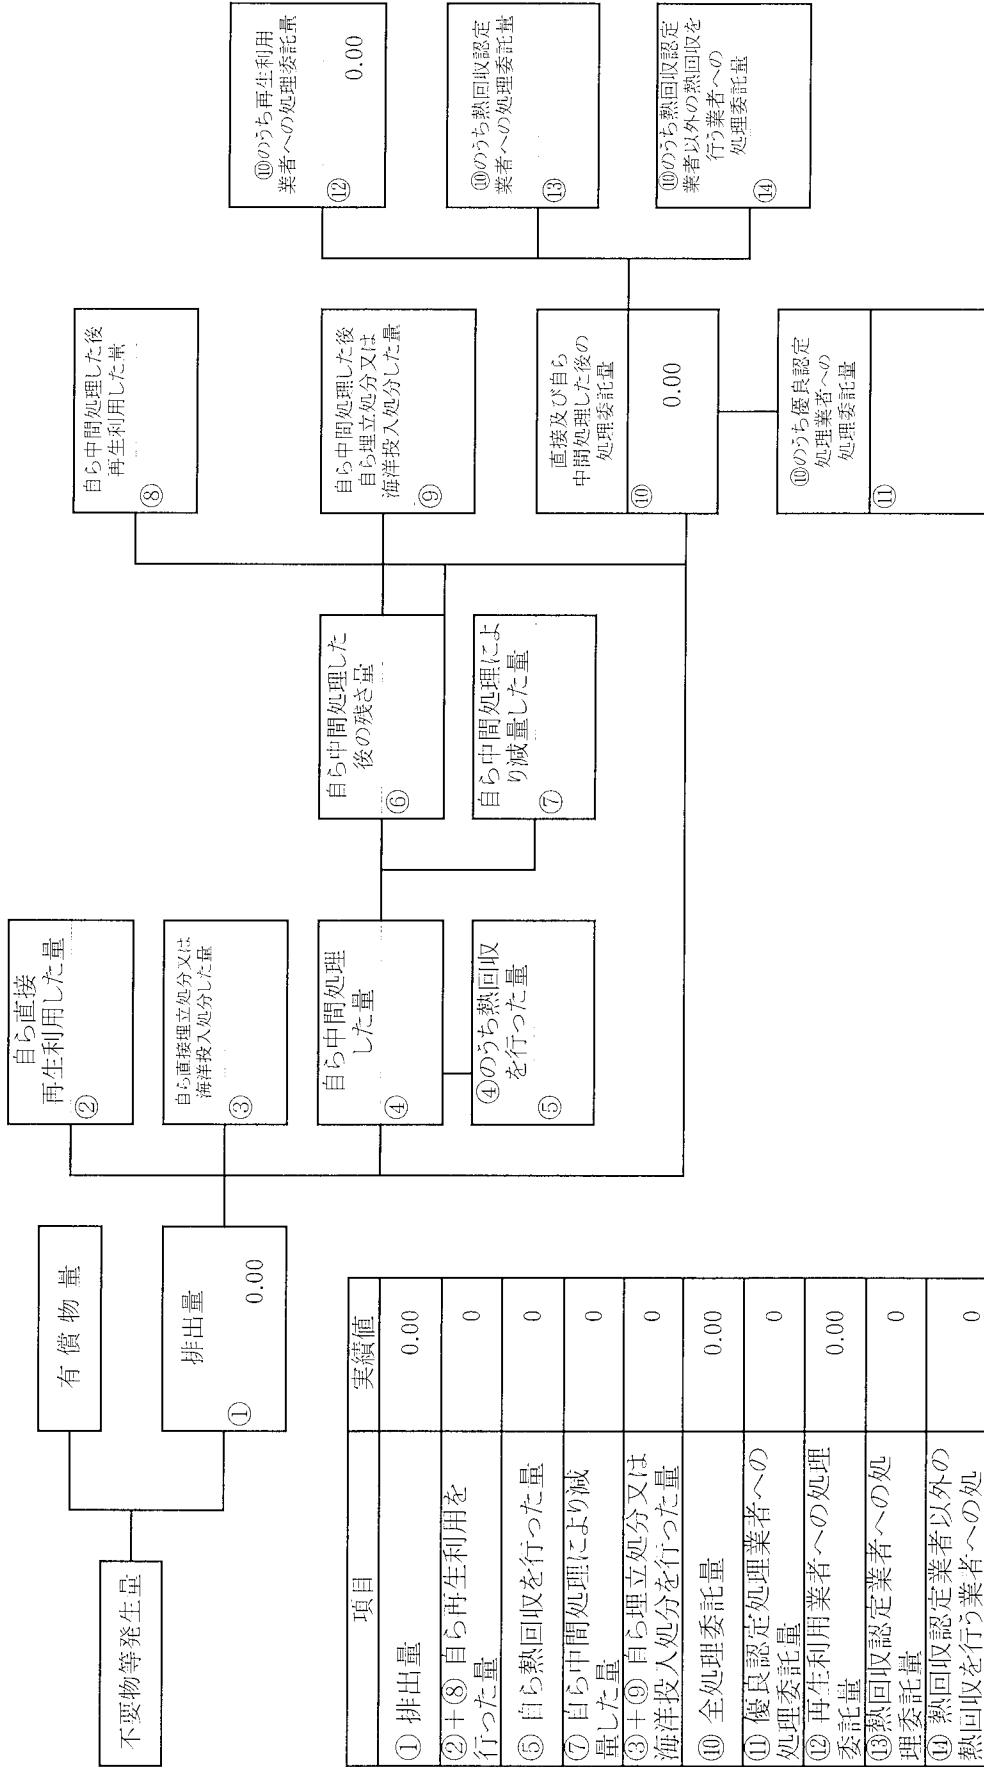 不要物等発生量
有償物量
排出量
①
0.00
自ら直接
再生利用した量
②
自ら直接埋立処分又は
海洋投入処分した量
③
自ら中間処理
した量
④
④のうち熱回収
を行った量
⑤
自ら中間処理した
後の残さ量
⑥
自ら中間処理によ
り減量した量
⑦
自ら中間処理した後
再生利用した量
⑧
自ら中間処理した後
自ら埋立処分又は
海洋投入処分した量
⑨
直接及び自ら
中間処理した後の
処理委託量
⑩
0.00
⑩のうち優良認定
処理業者への
処理委託量
⑪
⑩のうち再生利用
業者への処理委託量
⑫
0.00
⑩のうち熱回収認定
業者への処理委託量
⑬
⑩のうち熱回収認定
業者以外の熱回収を
行う業者への
処理委託量
⑭
項目 実績値
① 排出量 0.00
②+⑧ 自ら再生利用を
行った量 0
⑤ 自ら熱回収を行った量 0
⑦ 自ら中間処理により減
量した量 0
③+⑨ 自ら埋立処分又は
海洋投入処分を行った量 0
⑩ 全処理委託量 0.00
⑪ 優良認定処理業者への
処理委託量 0
⑫ 再生利用業者への処理
委託量 0.00
⑬熱回収認定業者への処
理委託量 0
⑭ 熱回収認定業者以外の
熱回収を行う業者への処 0